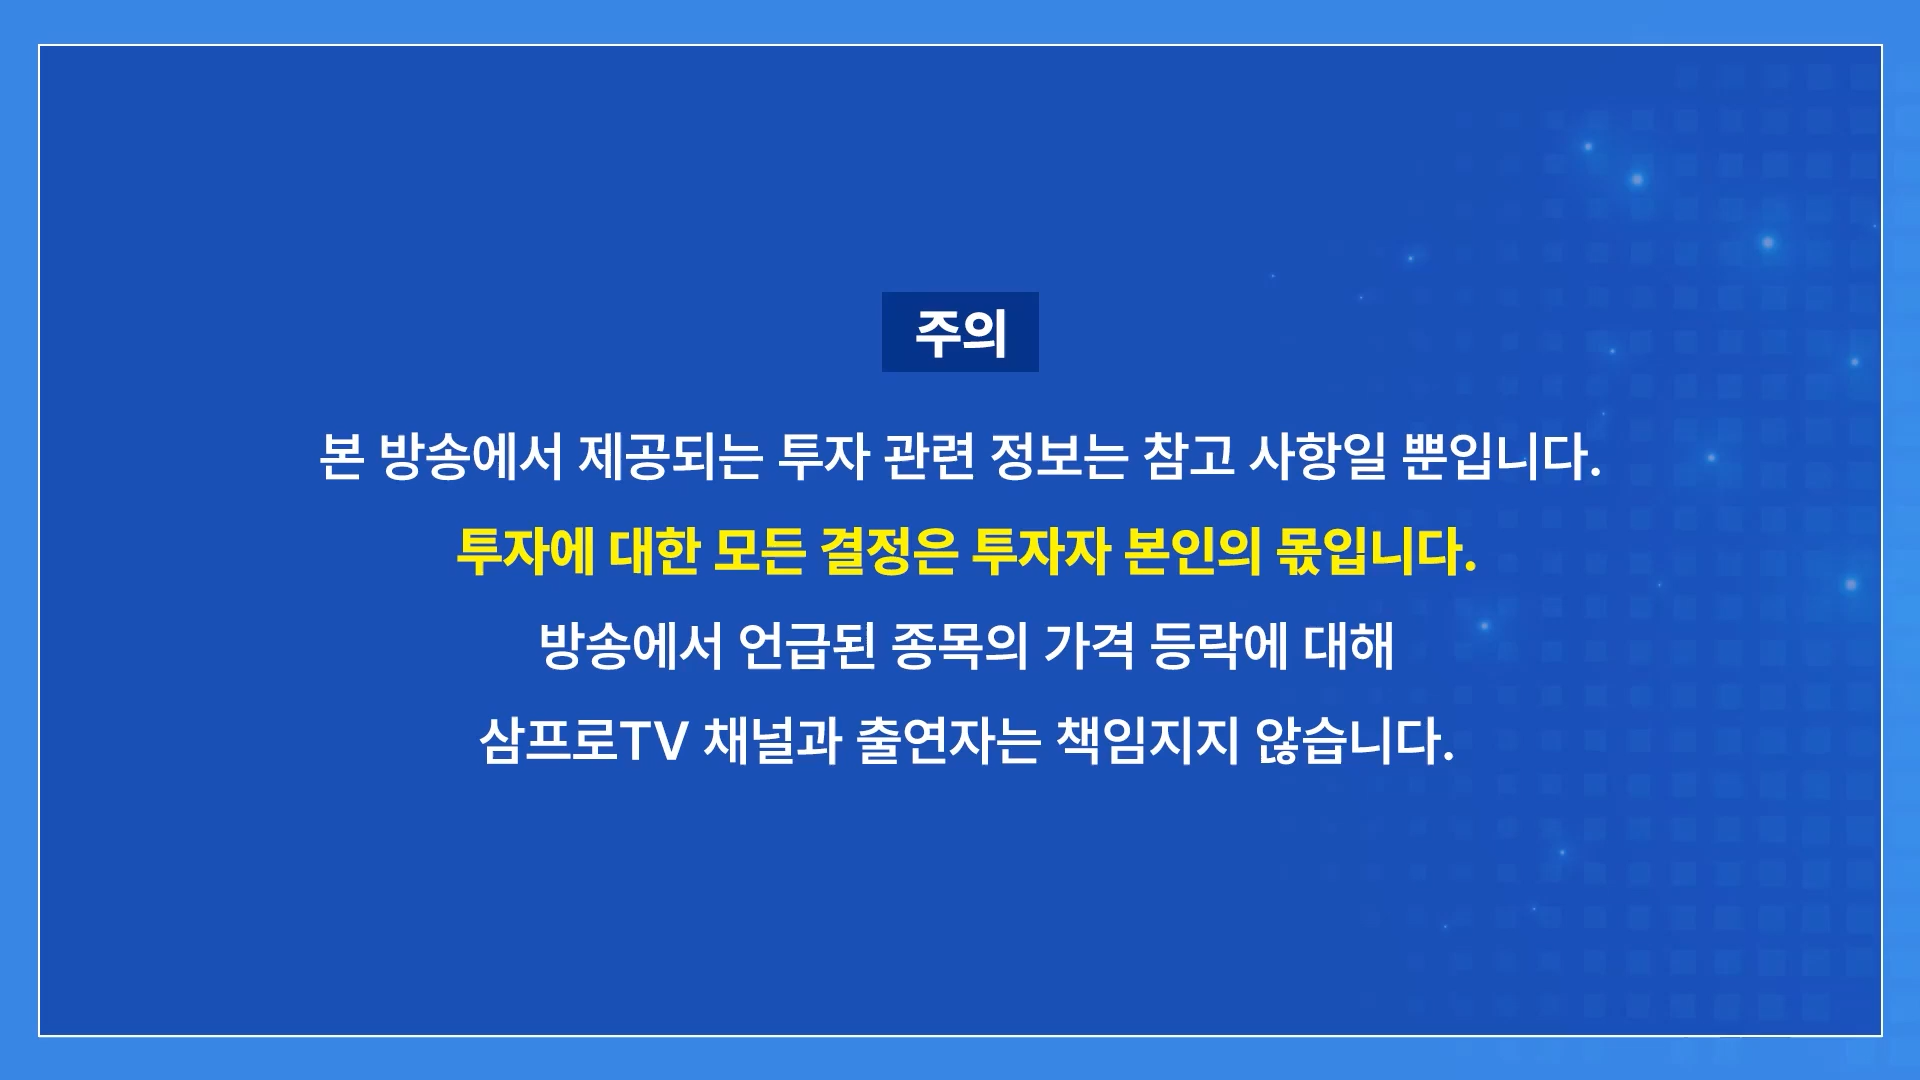 주의
본 방송에서 제공되는 투자 관련 정보는 참고 사항일 뿐입니다.
투자에 대한 모든 결정은 투자자 본인의 몫입니다.
방송에서 언급된 종목의 가격 등락에 대해
삼프로TV 채널과 출연자는 책임지지 않습니다.